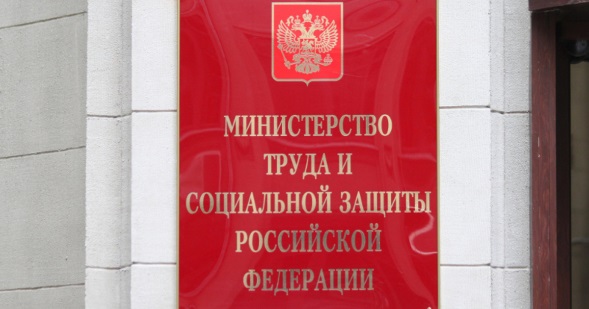 МИНИСТЕРСТВО
ТРУДА И
СОЦИАЛЬНОЙ ЗАЩИТЫ
РОССИЙСКОЙ
ФЕДЕРАЦИИ